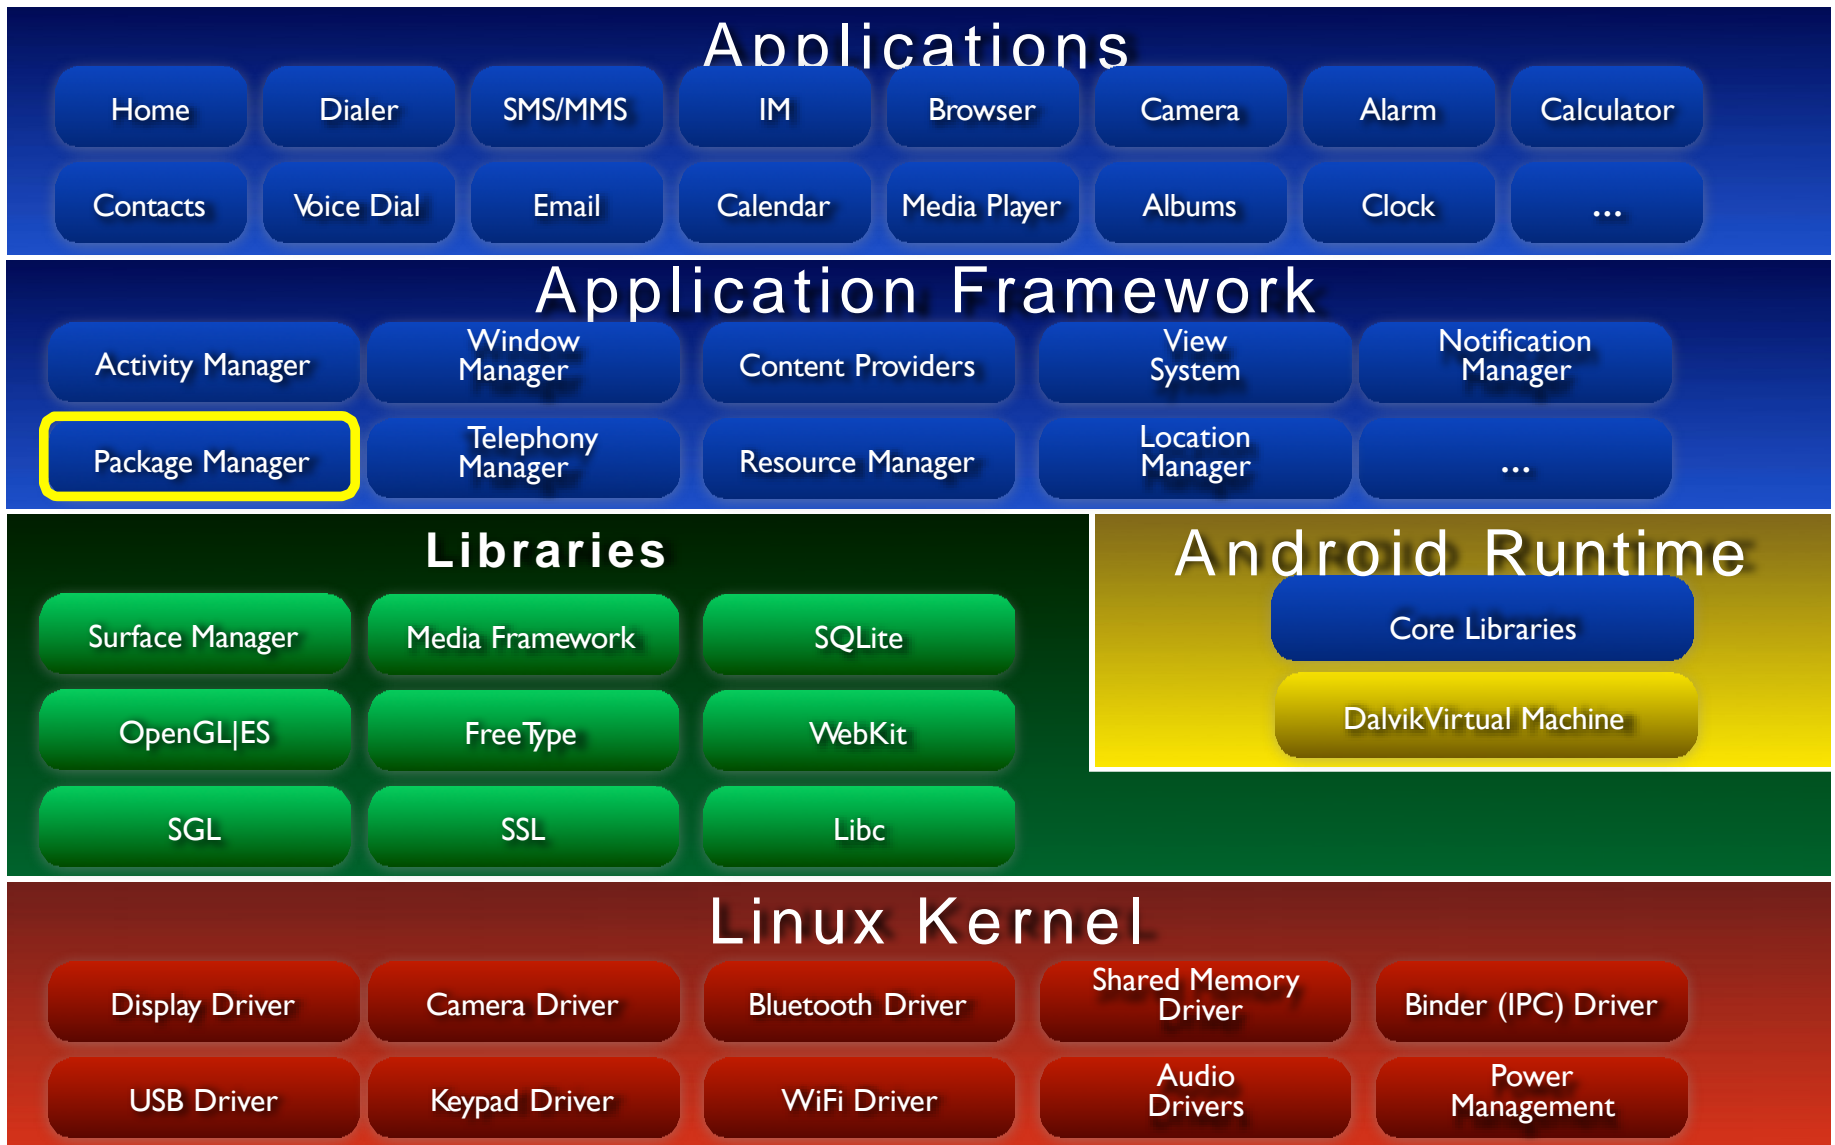 Applications
Home Dialer SMS/MMS IM Browser Camera Alarm Calculator
Contacts Voice Dial Email Calendar Media Player Albums Clock ...
Application Framework
Activity Manager
Window
Manager
Content Providers
View
System
Notification
Manager
Package Manager
Telephony
Manager
Resource Manager
Location
Manager
...
Libraries
Surface Manager Media Framework SQLite
OpenGL|ES FreeType WebKit
SGL SSL Libc
Android Runtime
Core Libraries
DalvikVirtual Machine
Linux Kernel
Display Driver Camera Driver Bluetooth Driver
Shared Memory
Driver
Binder (IPC) Driver
USB Driver Keypad Driver WiFi Driver
Audio
Drivers
Power
Management